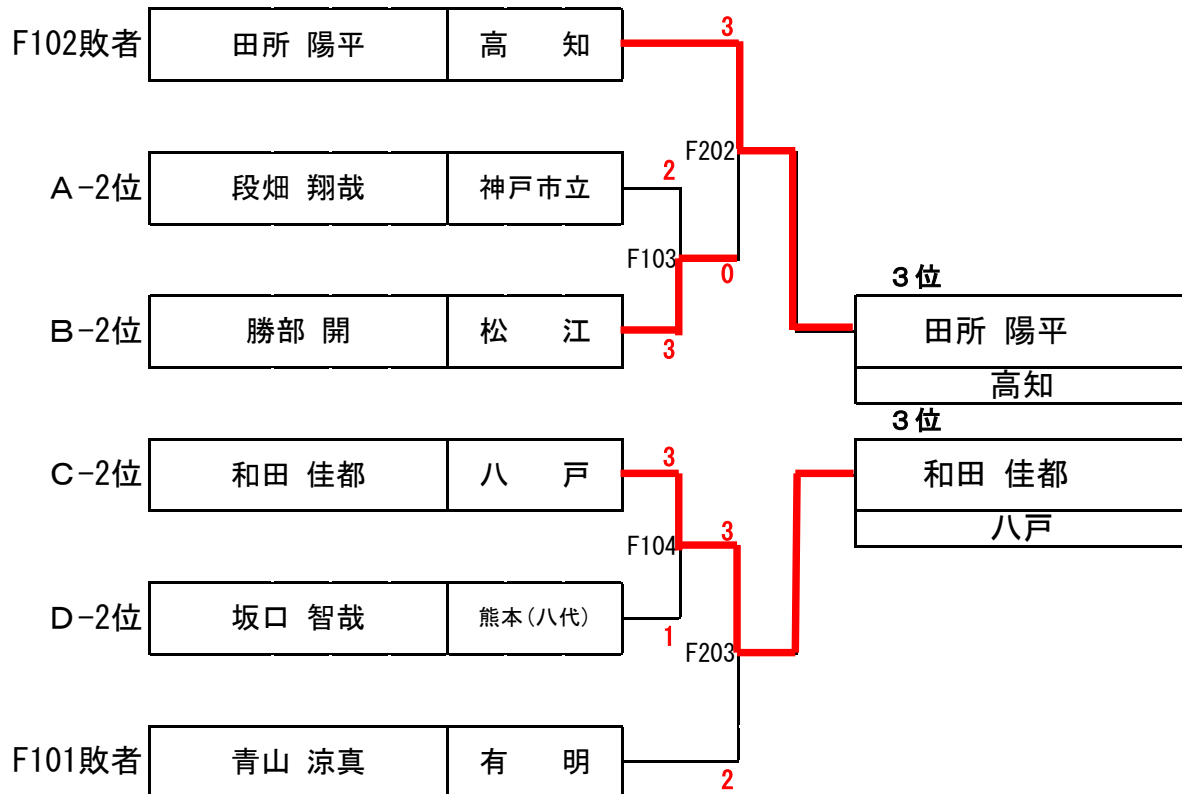 F102敗者 田所 陽平 高 知 3
F202
A-2位 段畑 翔哉 神戸市立 2
F103 0
3位
B-2位 勝部 開 松 江 3
田所 陽平
高知
3位
C-2位 和田 佳都 八 戸 3
和田 佳都
八戸
F104 3
D-2位 坂口 智哉 熊本(八代) 1
F203
F101敗者 青山 涼真 有 明 2